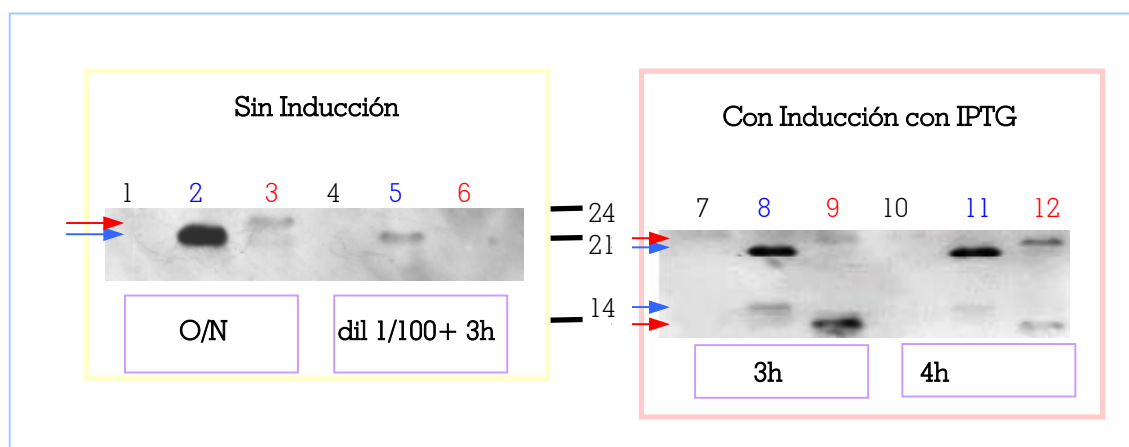 Sin Inducción
1 2 3 4 5 6
O/N
dil 1/100+ 3h
24
21
14
Con Inducción con IPTG
7 8 9 10 11 12
3h
4h